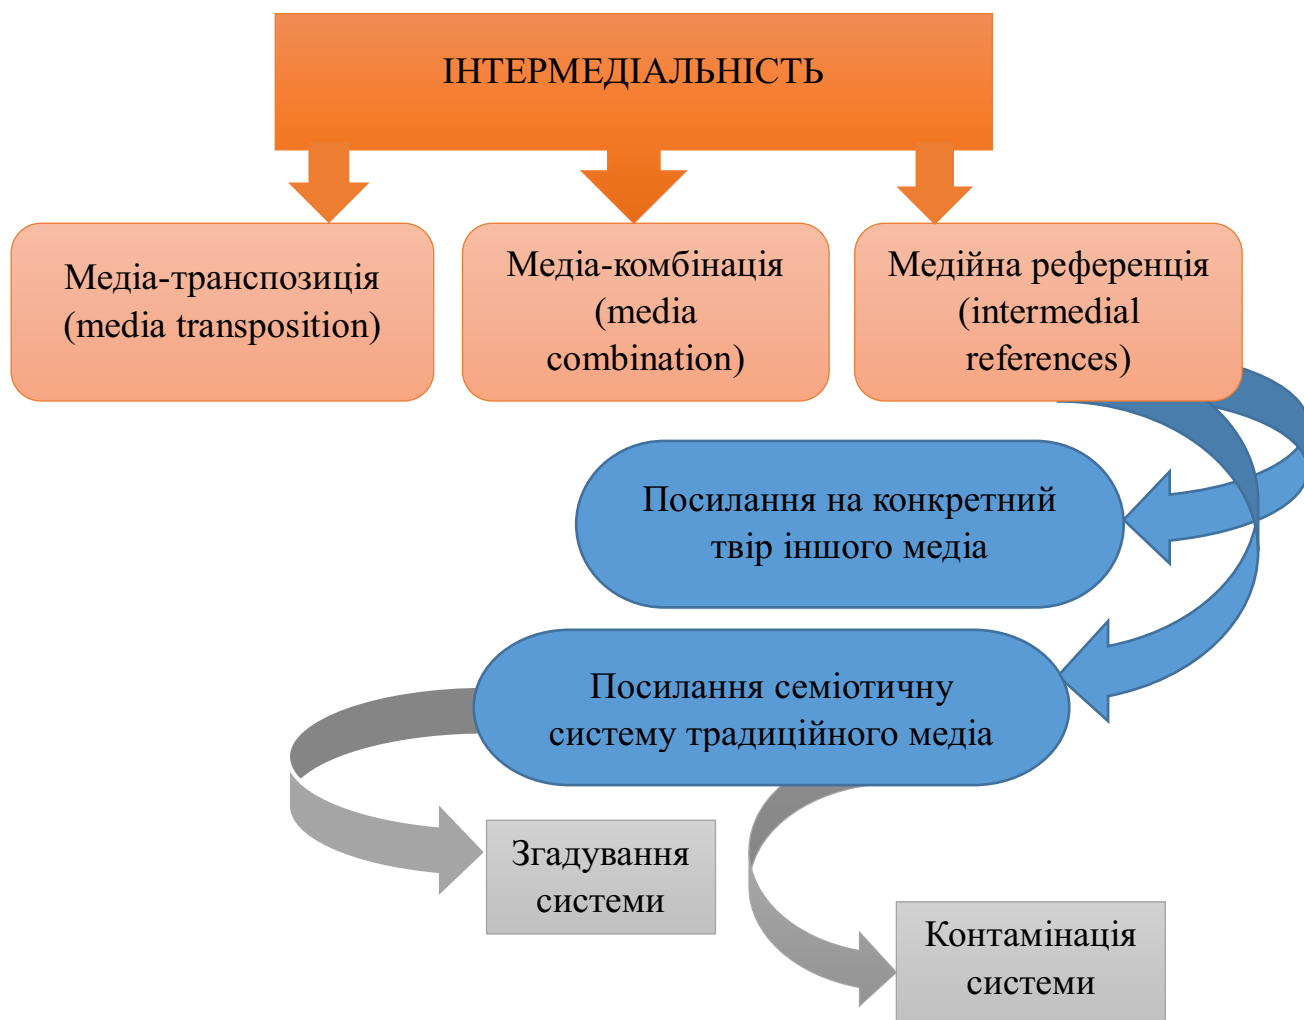 ІНТЕРМЕДІАЛЬНІСТЬ
Медіа-транспозиція
(media transposition)
Медіа-комбінація
(media
combination)
Медійна референція
(intermedial
references)
Посилання на конкретний
твір іншого медіа
Посилання семіотичну
систему традиційного медіа
Згадування
системи
Контамінація
системи